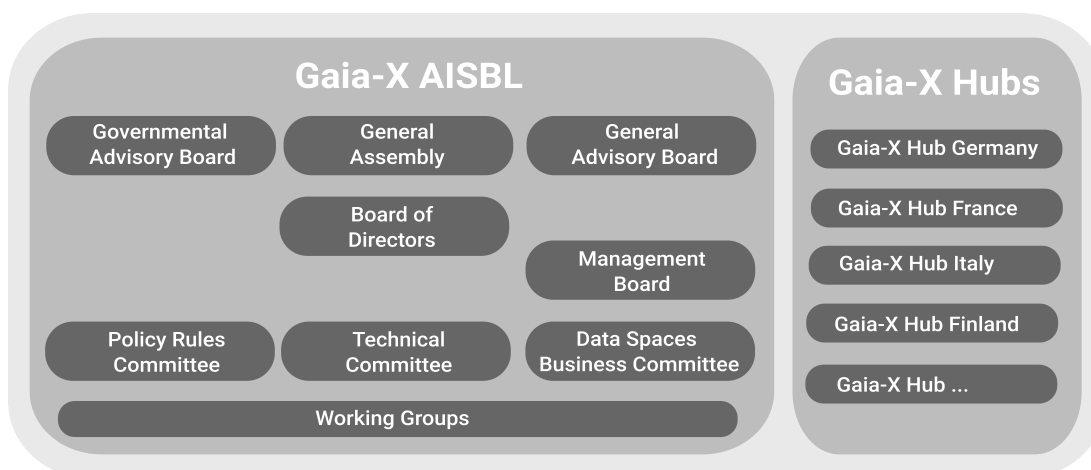 Gaia-X AISBL
Governmental
Advisory Board
General
Assembly
General
Advisory Board
Board of
Directors
Management
Board
Policy Rules
Committee
Technical
Committee
Data Spaces
Business Committee
Working Groups
Gaia-X Hubs
Gaia-X Hub Germany
Gaia-X Hub France
Gaia-X Hub Italy
Gaia-X Hub Finland
Gaia-X Hub ...